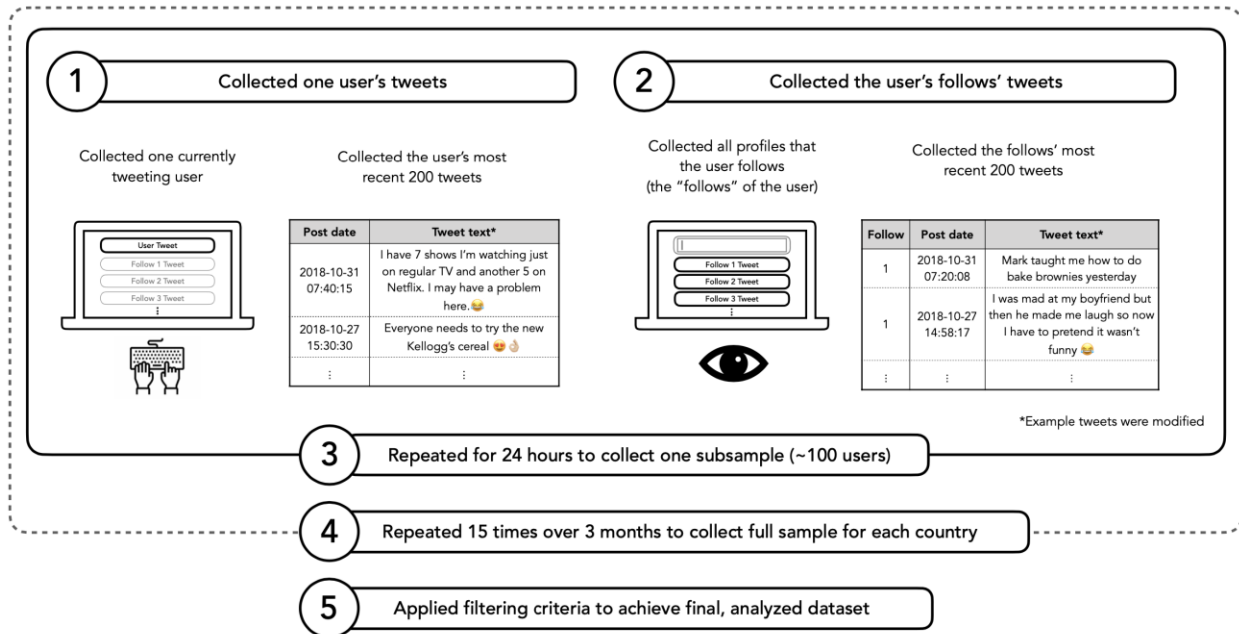 1
Collected one user's tweets
Collected one currently
tweeting user
Collected the user's most
recent 200 tweets
User Tweet
Follow 1 Tweet
Follow 2 Tweet
Follow 3 Tweet
⋮
Post date Tweet text*
2018-10-31
07:40:15
I have 7 shows I'm watching just
on regular TV and another 5 on
Netflix. I may have a problem
here.😂
2018-10-27
15:30:30
Everyone needs to try the new
Kellogg's cereal 😍👌🏼
⋮ ⋮
2
Collected the user's follows' tweets
Collected all profiles that
the user follows
(the "follows" of the user)
Collected the follows' most
recent 200 tweets
Follow 1 Tweet
Follow 2 Tweet
Follow 3 Tweet
⋮
Follow Post date Tweet text*
1
2018-10-31
07:20:08
Mark taught me how to do
bake brownies yesterday
1
2018-10-27
14:58:17
I was mad at my boyfriend but
then he made me laugh so now
I have to pretend it wasn't
funny 😂
⋮ ⋮ ⋮
*Example tweets were modified
3
Repeated for 24 hours to collect one subsample (~100 users)
4
Repeated 15 times over 3 months to collect full sample for each country
5
Applied filtering criteria to achieve final, analyzed dataset